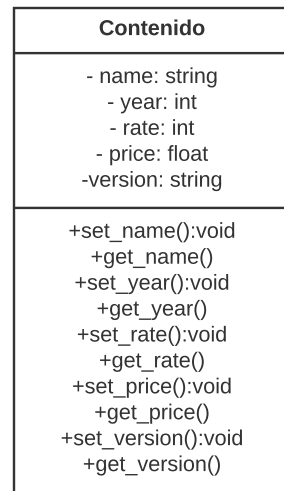 Contenido
- name: string
- year: int
- rate: int
- price: float
-version: string
+set_name():void
+get_name()
+set_year():void
+get_year()
+set_rate():void
+get_rate()
+set_price():void
+get_price()
+set_version():void
+get_version()